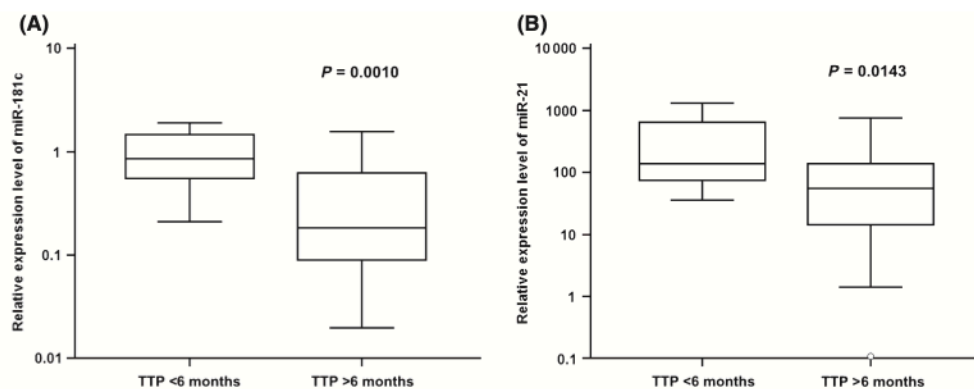 (A)
Relative expression level of miR-181c
10
1
0.1
0.01
P = 0.0010
TTP <6 months
TTP >6 months
(B)
Relative expression level of miR-21
10 000
1000
100
10
1
0.1
P = 0.0143
TTP <6 months
TTP >6 months